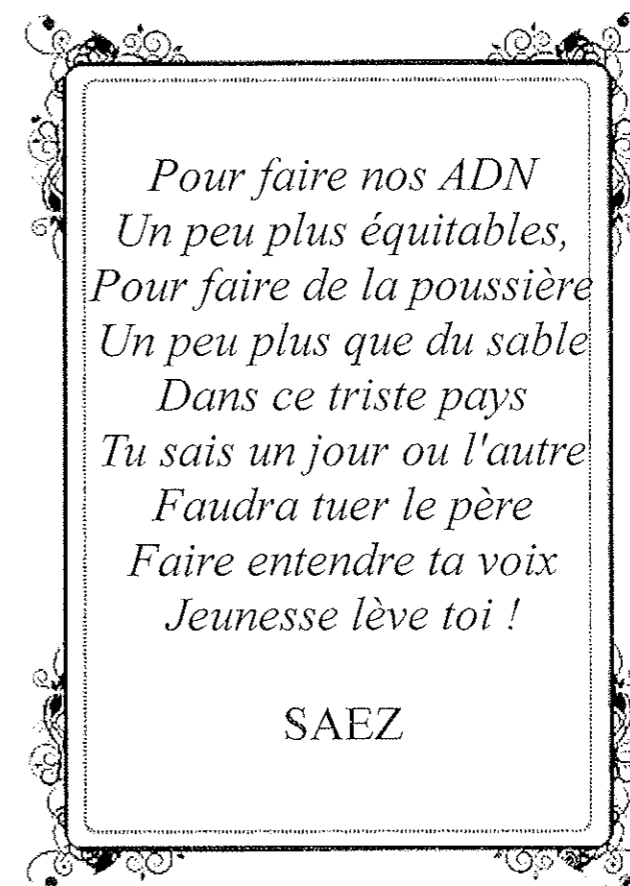 Pour faire nos ADN
Un peu plus équitables,
Pour faire de la poussière
Un peu plus que du sable
Dans ce triste pays
Tu sais un jour ou l'autre
Faudra tuer le père
Faire entendre ta voix
Jeunesse lève toi !
SAEZ